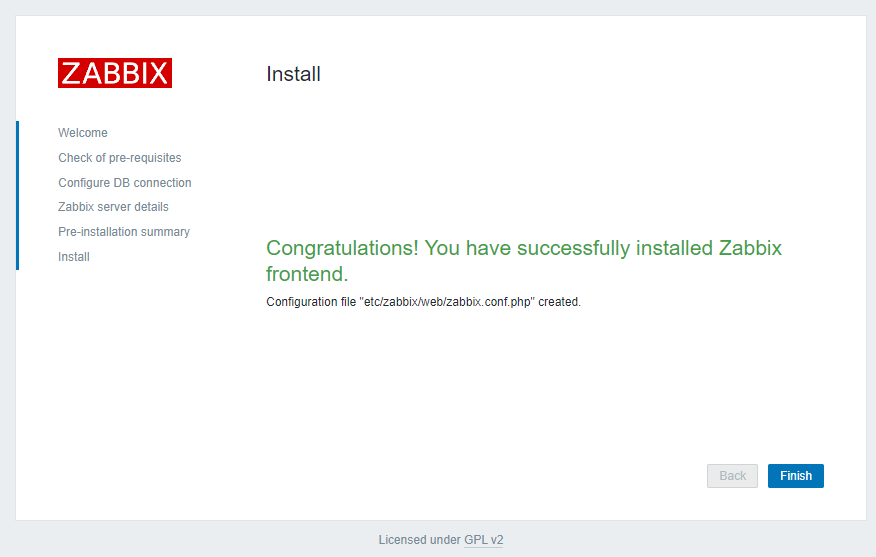 ZABBIX
Install
Welcome
Check of pre-requisites
Configure DB connection
Zabbix server details
Pre-installation summary
Install
Congratulations! You have successfully installed Zabbix
frontend.
Configuration file "etc/zabbix/web/zabbix.conf.php" created.
Back
Finish
Licensed under GPL v2